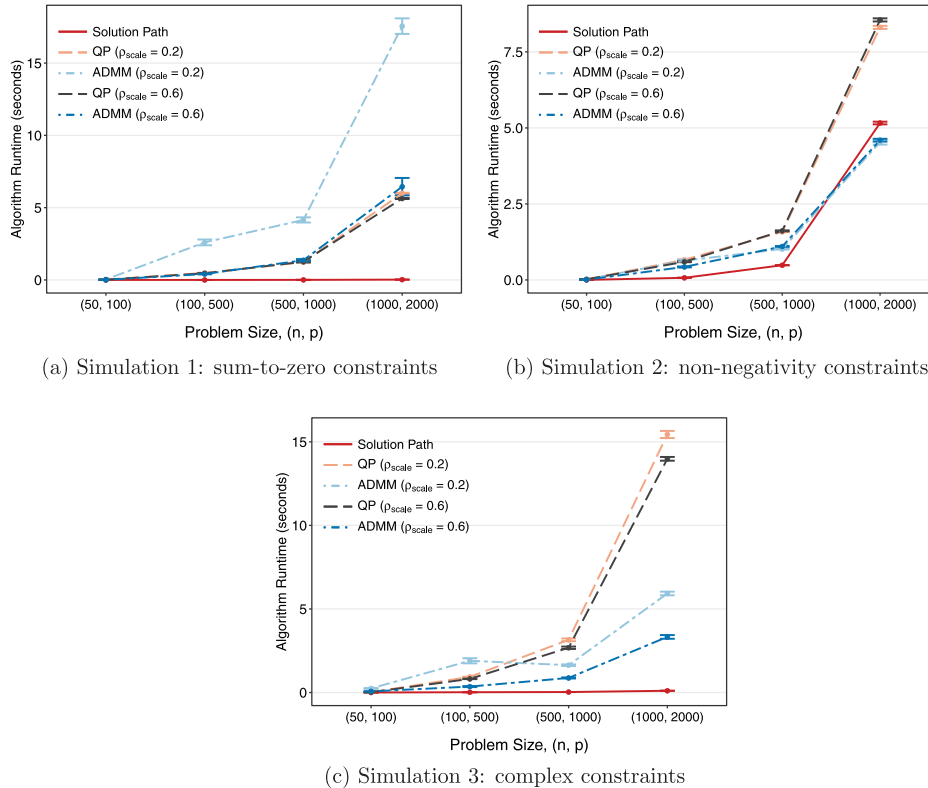 Solution Path
QP (ρscale = 0.2)
ADMM (ρscale = 0.2)
QP (ρscale = 0.6)
ADMM (ρscale = 0.6)
Algorithm Runtime (seconds)
15
10
5
0
(50, 100) (100, 500) (500, 1000) (1000, 2000)
Problem Size, (n, p)
(a) Simulation 1: sum-to-zero constraints
Solution Path
QP (ρscale = 0.2)
ADMM (ρscale = 0.2)
QP (ρscale = 0.6)
ADMM (ρscale = 0.6)
Algorithm Runtime (seconds)
7.5
5.0
2.5
0.0
(50, 100) (100, 500) (500, 1000) (1000, 2000)
Problem Size, (n, p)
(b) Simulation 2: non-negativity constraints
Solution Path
QP (ρscale = 0.2)
ADMM (ρscale = 0.2)
QP (ρscale = 0.6)
ADMM (ρscale = 0.6)
Algorithm Runtime (seconds)
15
10
5
0
(50, 100) (100, 500) (500, 1000) (1000, 2000)
Problem Size, (n, p)
(c) Simulation 3: complex constraints